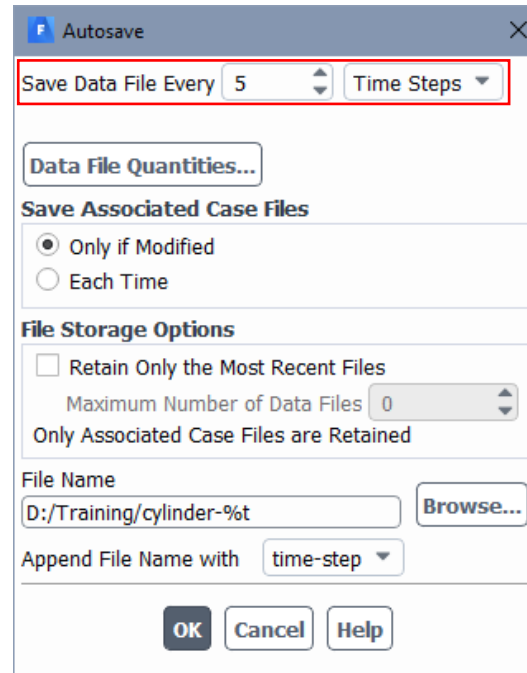 F Autosave
Save Data File Every 5 Time Steps
Data File Quantities...
Save Associated Case Files
Only if Modified
Each Time
File Storage Options
Retain Only the Most Recent Files
Maximum Number of Data Files 0
Only Associated Case Files are Retained
File Name
D:/Training/cylinder-%t Browse...
Append File Name with time-step
OK Cancel Help